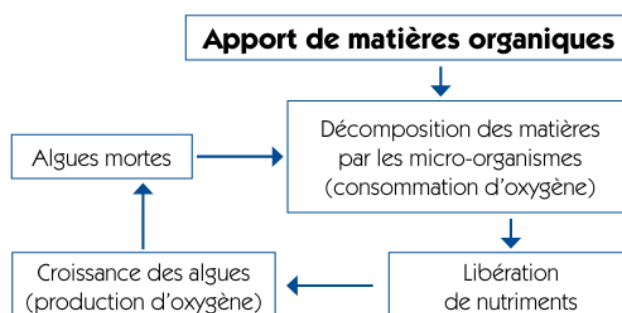 Apport de matières organiques
Décomposition des matières
par les micro-organismes
(consommation d'oxygène)
Algues mortes
Croissance des algues
(production d'oxygène)
Libération
de nutriments